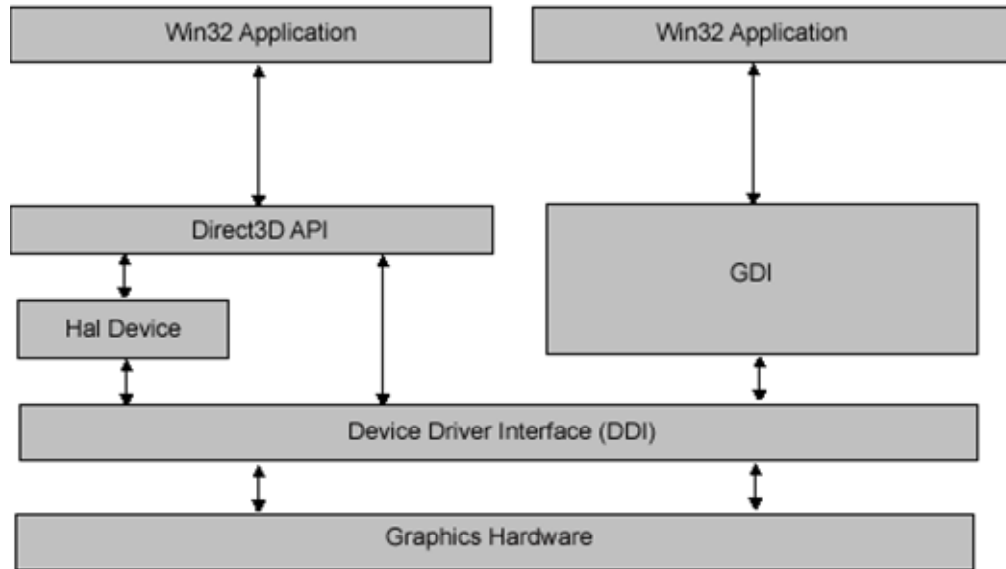 Win32 Application
Win32 Application
Direct3D API
GDI
Hal Device
Device Driver Interface (DDI)
Graphics Hardware